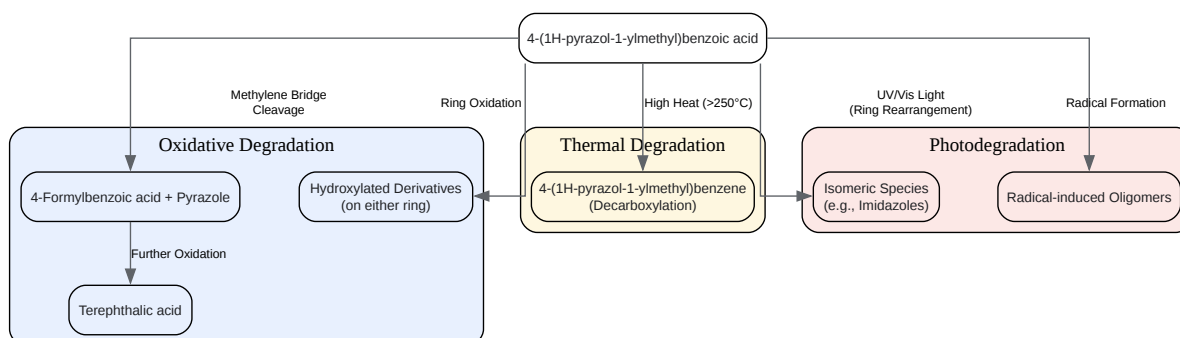 4-(1H-pyrazol-1-ylmethyl)benzoic acid
Methylene Bridge
Cleavage
Ring Oxidation
High Heat (>250°C)
UV/Vis Light
(Ring Rearrangement)
Radical Formation
Oxidative Degradation
Thermal Degradation
Photodegradation
4-Formylbenzoic acid + Pyrazole
Hydroxylated Derivatives
(on either ring)
4-(1H-pyrazol-1-ylmethyl)benzene
(Decarboxylation)
Isomeric Species
(e.g., Imidazoles)
Radical-induced Oligomers
Further Oxidation
Terephthalic acid